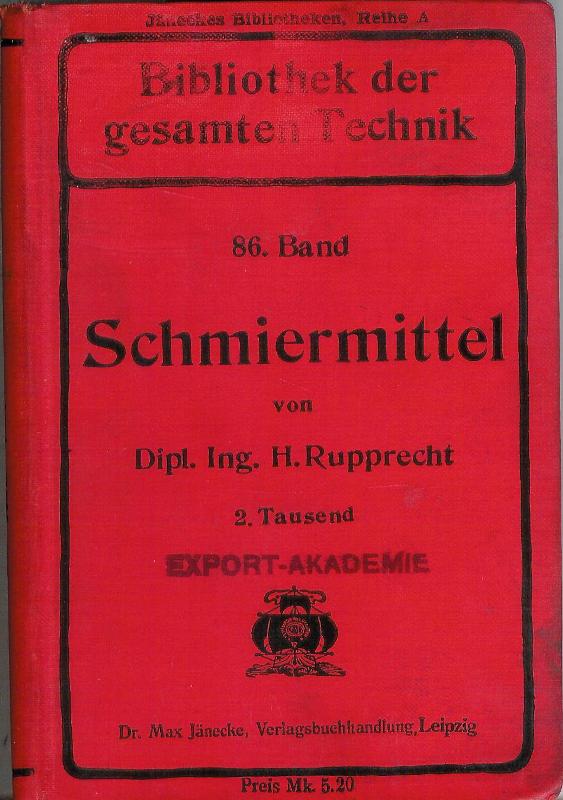 Jäneckes Bibliotheken, Reihe A
Bibliothek der
gesamten Technik
86. Band
Schmiermittel
von
Dipl. Ing. H. Rupprecht
2. Tausend
EXPORT-AKADEMIE
Dr. Max Jänecke, Verlagsbuchhandlung, Leipzig
Preis Mk. 5.20